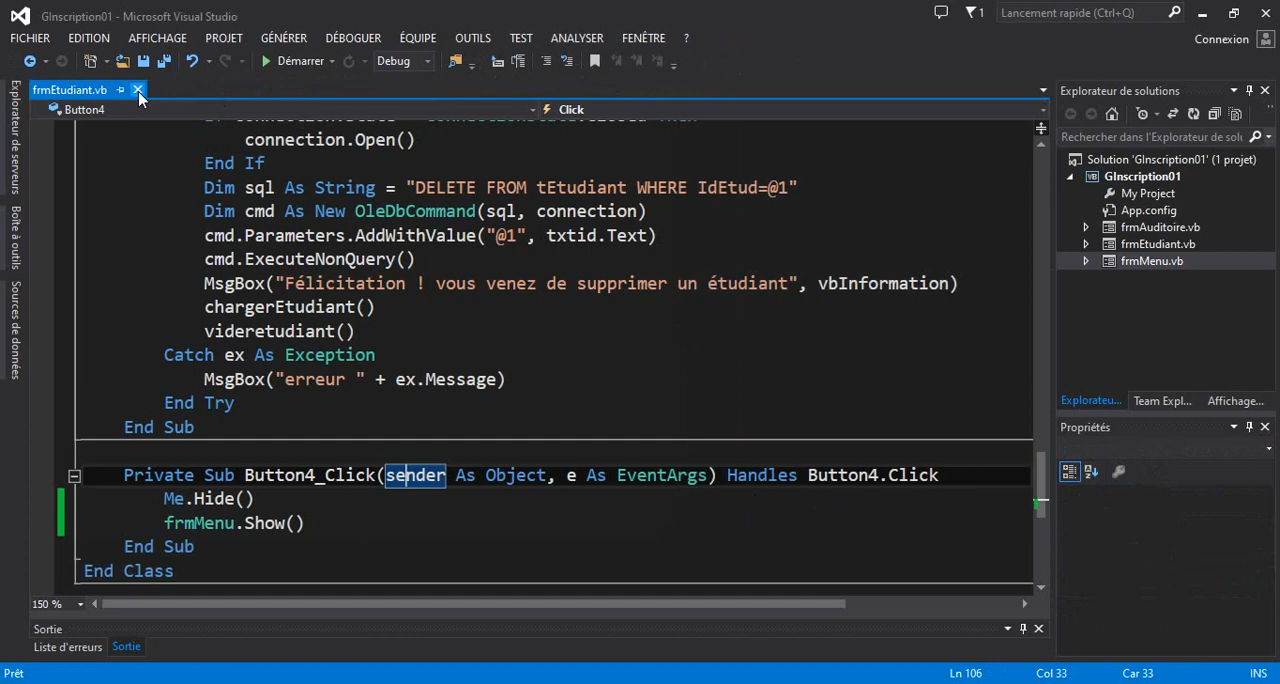 GInscription01 - Microsoft Visual Studio
1
Lancement rapide (Ctrl+Q)
FICHIER EDITION AFFICHAGE PROJET GÉNÉRER DÉBOGUER ÉQUIPE OUTILS TEST ANALYSER FENÊTRE ?
Connexion
Démarrer
Debug
Explorateur de serveurs
Boîte à outils
Sources de données
frmEtudiant.vb
Button4
Click
connection.Open()
End If
Dim sql As String = "DELETE FROM tEtudiant WHERE IdEtud=@1"
Dim cmd As New OleDbCommand(sql, connection)
cmd.Parameters.AddWithValue("@1", txtid.Text)
cmd.ExecuteNonQuery()
MsgBox("Félicitation ! vous venez de supprimer un étudiant", vbInformation)
chargerEtudiant()
videretudiant()
Catch ex As Exception
MsgBox("erreur " + ex.Message)
End Try
End Sub
Private Sub Button4_Click(sender As Object, e As EventArgs) Handles Button4.Click
Me.Hide()
frmMenu.Show()
End Sub
End Class
150 %
Sortie
Liste d'erreurs Sortie
Explorateur de solutions
Rechercher dans l'Explorateur de solu
Solution 'GInscription01' (1 projet)
VB GInscription01
My Project
App.config
frmAuditoire.vb
frmEtudiant.vb
frmMenu.vb
Explorateu... Team Expl... Affichage...
Propriétés
Prêt
Ln 106 Col 33 Car 33 INS